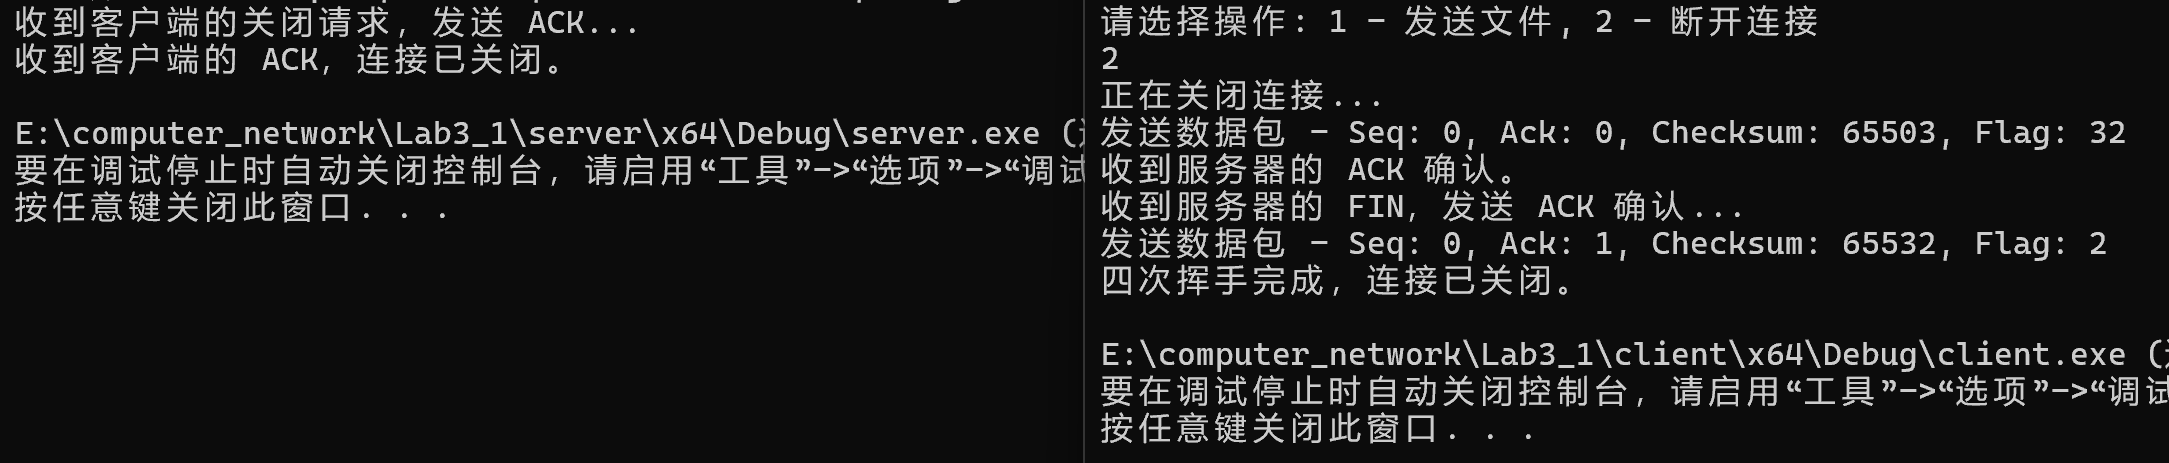 收到客户端的关闭请求，发送 ACK...
收到客户端的 ACK，连接已关闭。
E:\computer_network\Lab3_1\server\x64\Debug\server.exe
要在调试停止时自动关闭控制台，请启用“工具”->“选项”->“调试
按任意键关闭此窗口. . .
请选择操作: 1 - 发送文件, 2 - 断开连接
2
正在关闭连接...
发送数据包 - Seq: 0, Ack: 0, Checksum: 65503, Flag: 32
收到服务器的 ACK 确认。
收到服务器的 FIN，发送 ACK 确认...
发送数据包 - Seq: 0, Ack: 1, Checksum: 65532, Flag: 2
四次挥手完成，连接已关闭。
E:\computer_network\Lab3_1\client\x64\Debug\client.exe
要在调试停止时自动关闭控制台，请启用“工具”->“选项”->“调试
按任意键关闭此窗口. . .